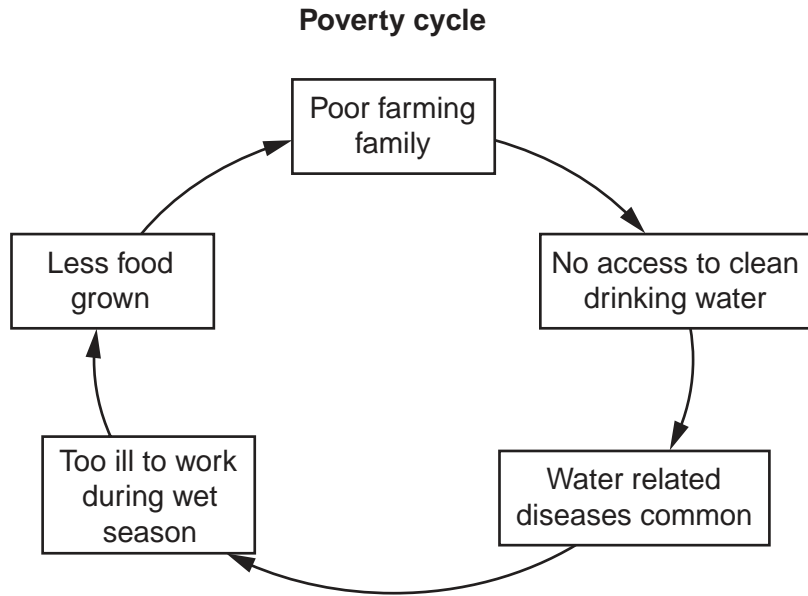 Poverty cycle
Poor farming
family
No access to clean
drinking water
Water related
diseases common
Too ill to work
during wet
season
Less food
grown